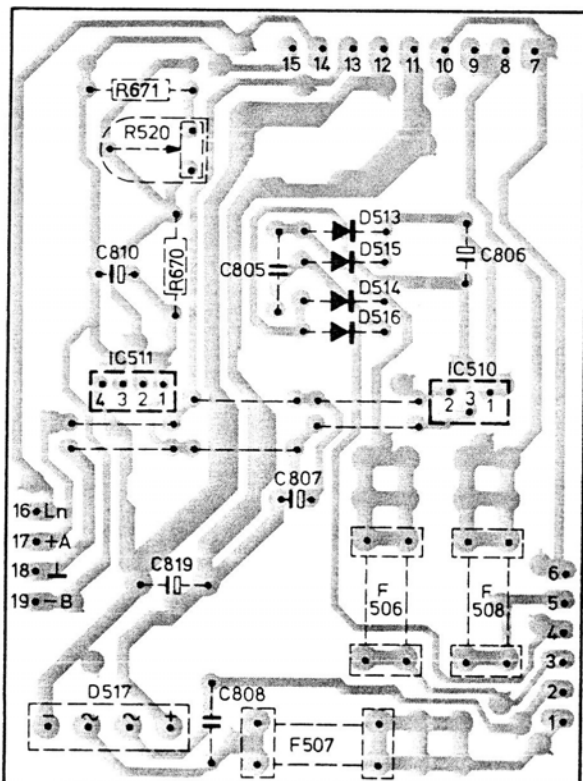 15 14 13 12 11 10 9 8 7
R671
R520
D513
C810
R670
C805
D515
C806
D514
D516
IC511
IC510
4 3 2 1
2 3 1
C807
16 Ln
17 +A
18 ⊥
19 -B
C819
F 506
F 508
6
5
4
3
2
1
D517
C808
- ~ ~ +
F507